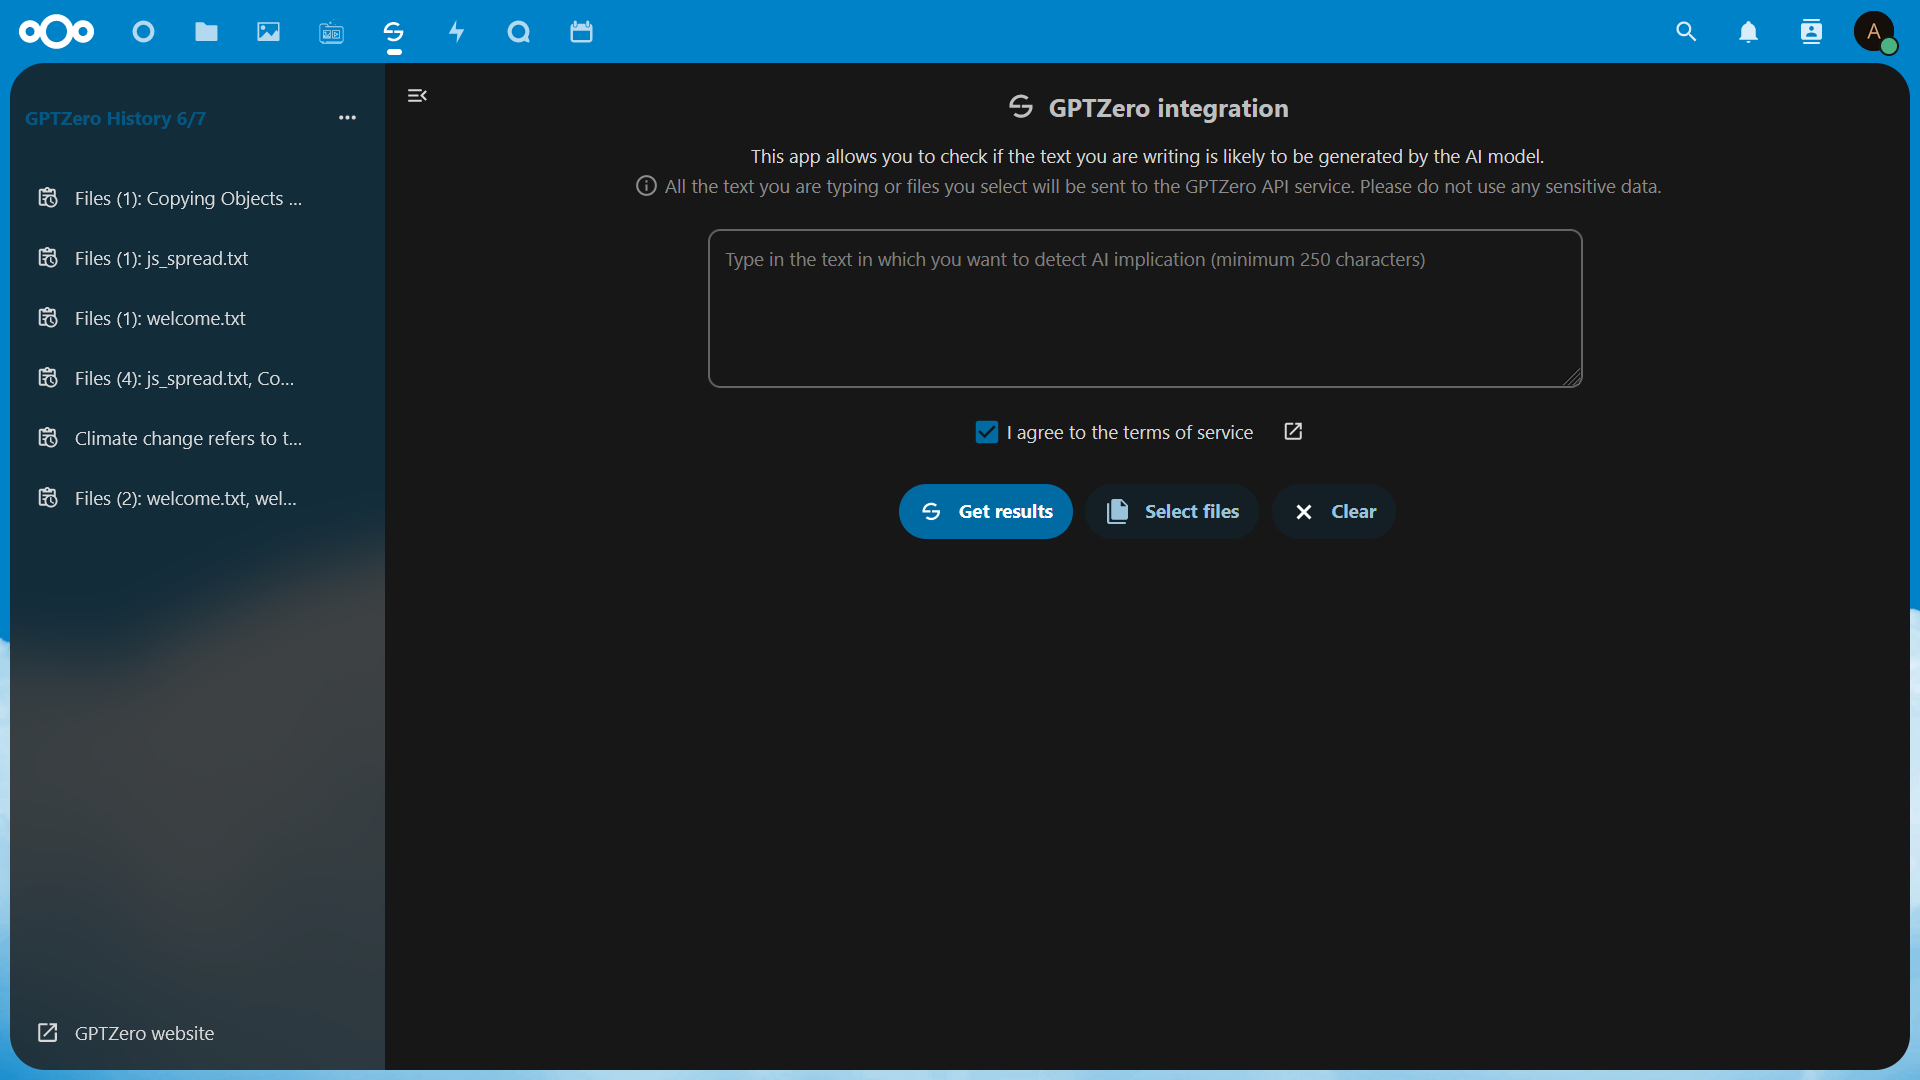 A
GPTZero History 6/7
Files (1): Copying Objects ...
Files (1): js_spread.txt
Files (1): welcome.txt
Files (4): js_spread.txt, Co...
Climate change refers to t...
Files (2): welcome.txt, wel...
GPTZero website
GPTZero integration
This app allows you to check if the text you are writing is likely to be generated by the AI model.
All the text you are typing or files you select will be sent to the GPTZero API service. Please do not use any sensitive data.
Type in the text in which you want to detect AI implication (minimum 250 characters)
I agree to the terms of service
Get results
Select files
Clear